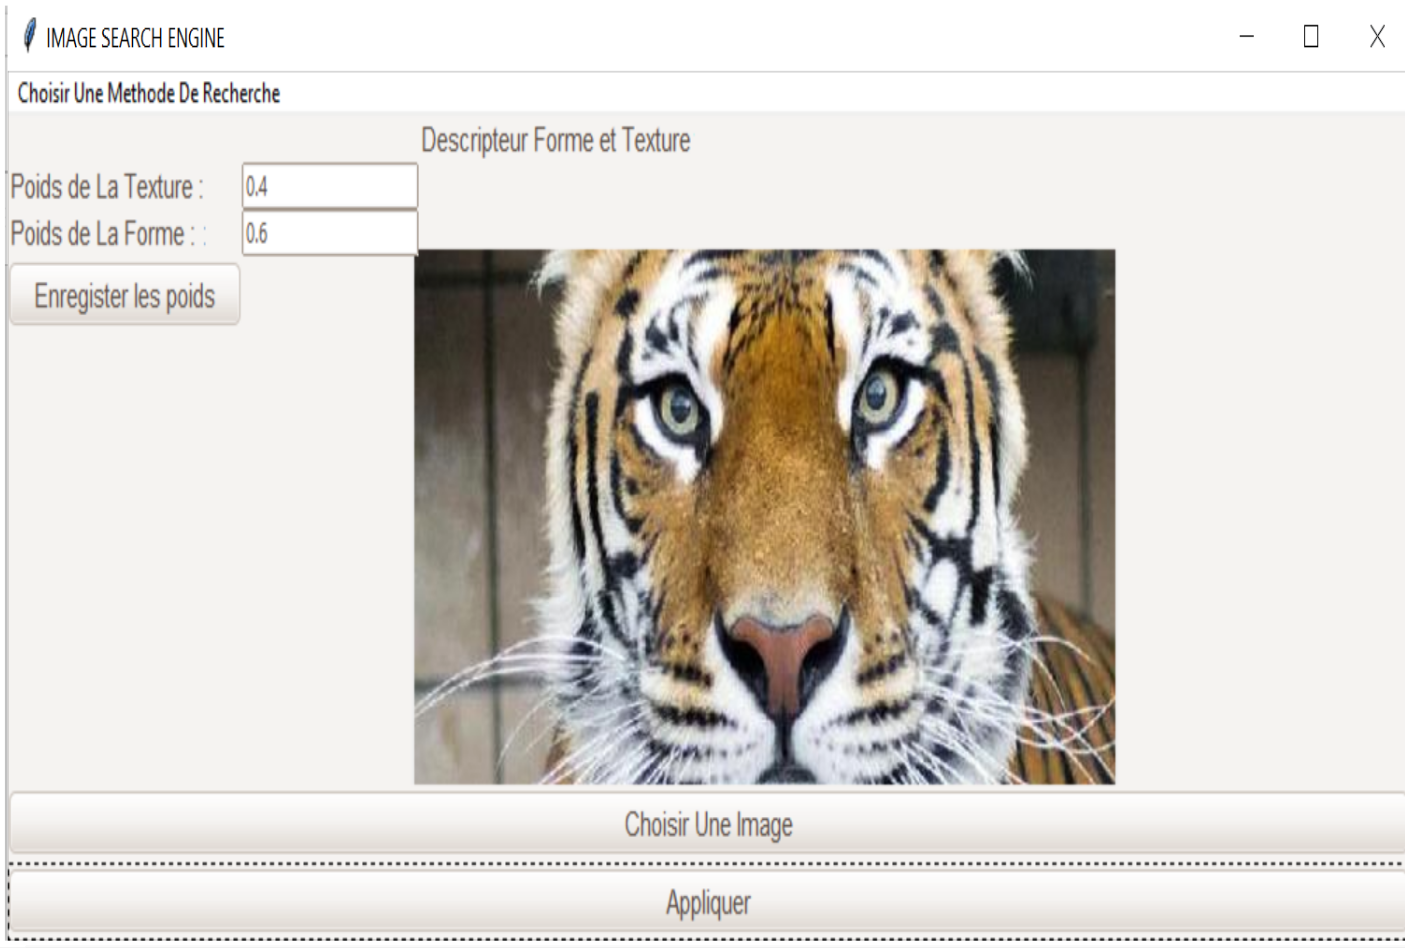 IMAGE SEARCH ENGINE
Choisir Une Methode De Recherche
Descripteur Forme et Texture
Poids de La Texture : 0.4
Poids de La Forme : : 0.6
Enregister les poids
Choisir Une Image
Appliquer